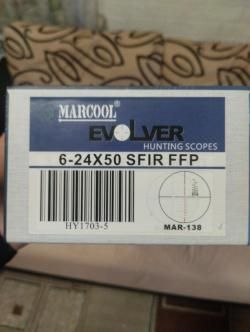 MARCOOL®
EVOLVER
HUNTING SCOPES
6-24X50 SFIR FFP
HY1703-5
MAR-138